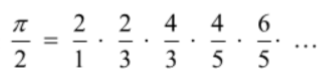 π/2 = 2/1 · 2/3 · 4/3 · 4/5 · 6/5 · ...